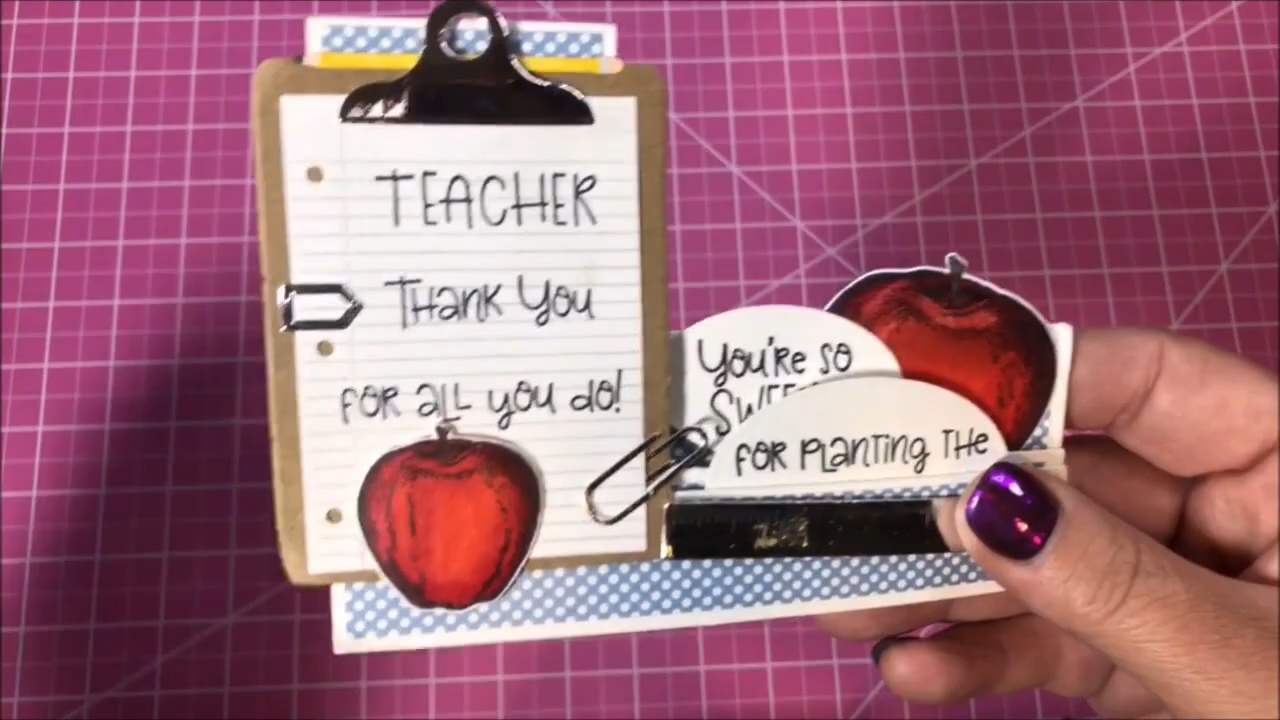 TEACHER
THANK YOU
FOR ALL YOU DO!
YOU'RE SO
FOR PLANTING THE